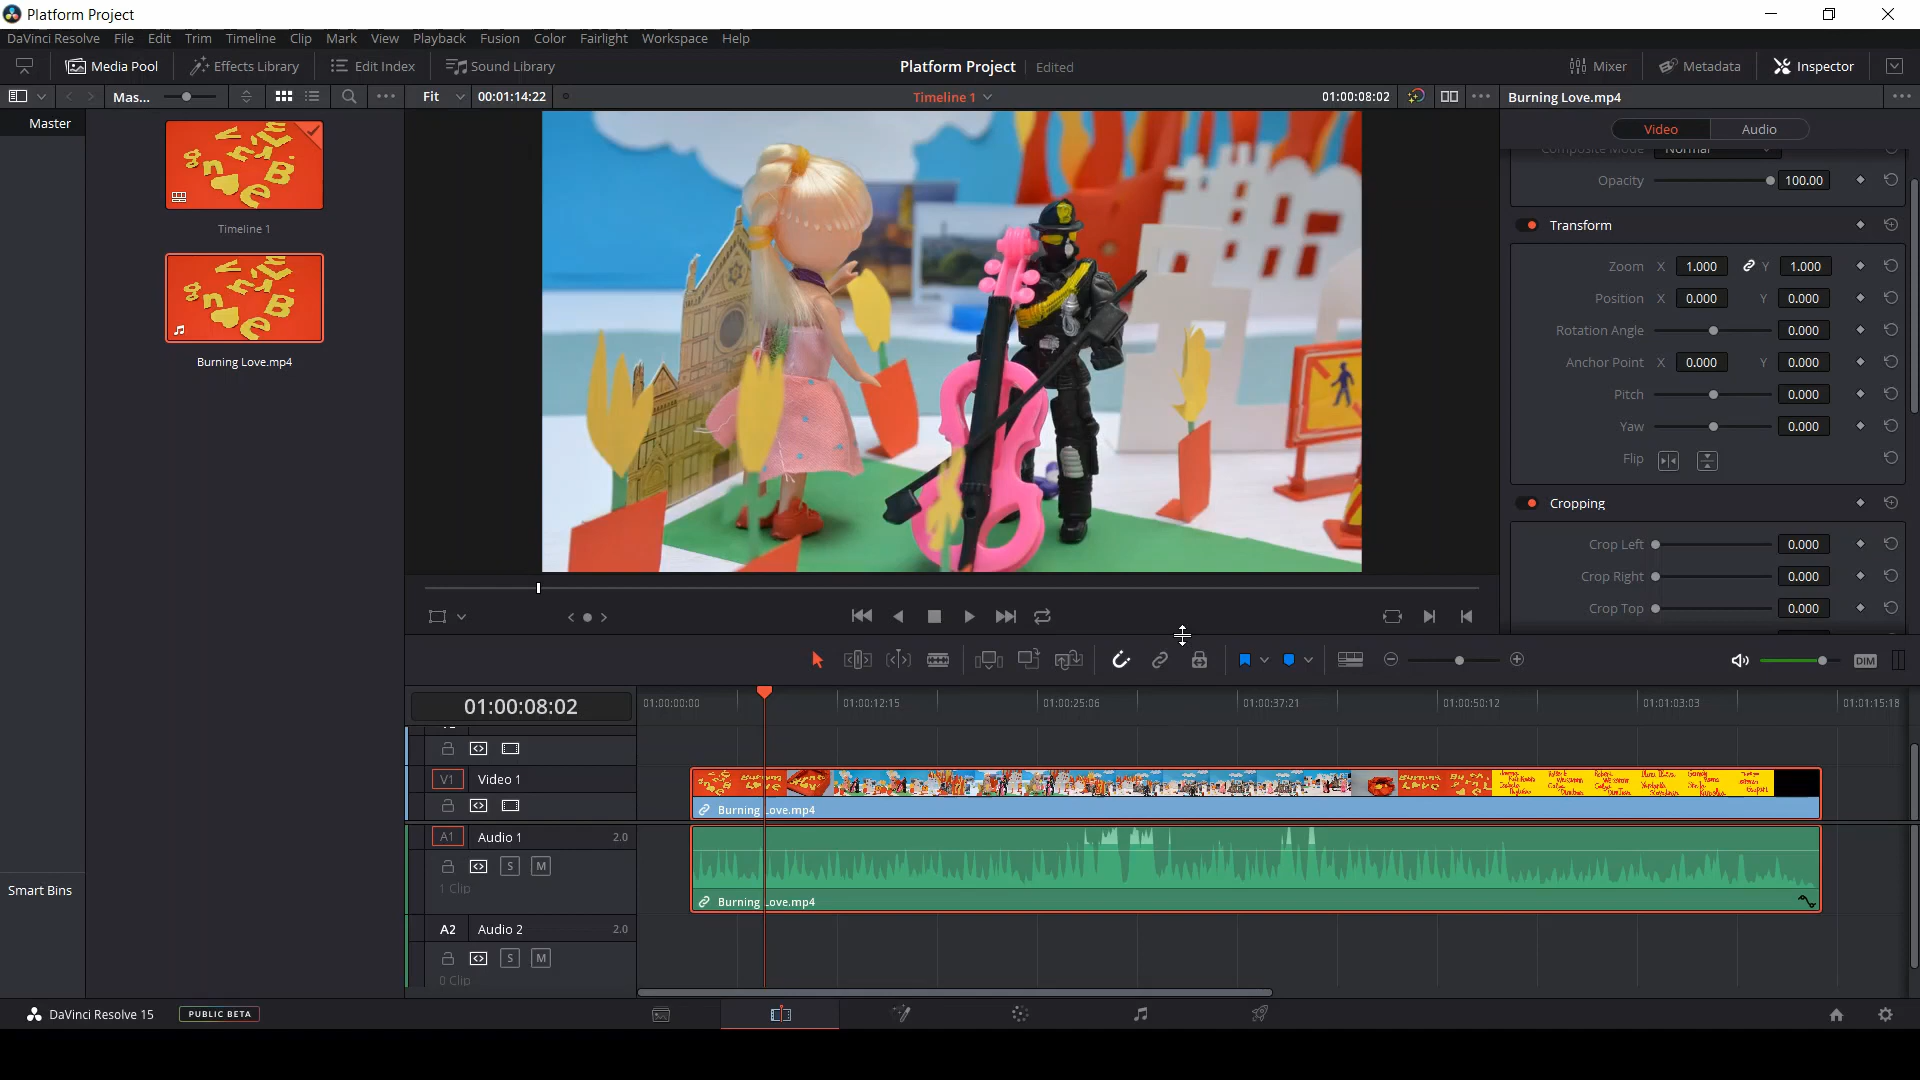 Platform Project
DaVinci Resolve File Edit Trim Timeline Clip Mark View Playback Fusion Color Fairlight Workspace Help
Media Pool Effects Library Edit Index Sound Library Platform Project Edited Mixer Metadata Inspector
Mas... Fit 00:01:14:22 Timeline 1 01:00:08:02 Burning Love.mp4
Master
Video Audio
Composite Mode Normal
Opacity 100.00
Transform
Zoom X 1.000 Y 1.000
Position X 0.000 Y 0.000
Rotation Angle 0.000
Anchor Point X 0.000 Y 0.000
Pitch 0.000
Yaw 0.000
Flip
Cropping
Crop Left 0.000
Crop Right 0.000
Crop Top 0.000
Timeline 1
Burning Love.mp4
Smart Bins
DIM
01:00:08:02
01:00:00:00 01:00:12:15 01:00:25:06 01:00:37:21 01:00:50:12 01:01:03:03 01:01:15:18
V1 Video 1
Burning Love.mp4
A1 Audio 1 2.0
S M
1 Clip
Burning Love.mp4
A2 Audio 2 2.0
S M
0 Clip
DaVinci Resolve 15 PUBLIC BETA